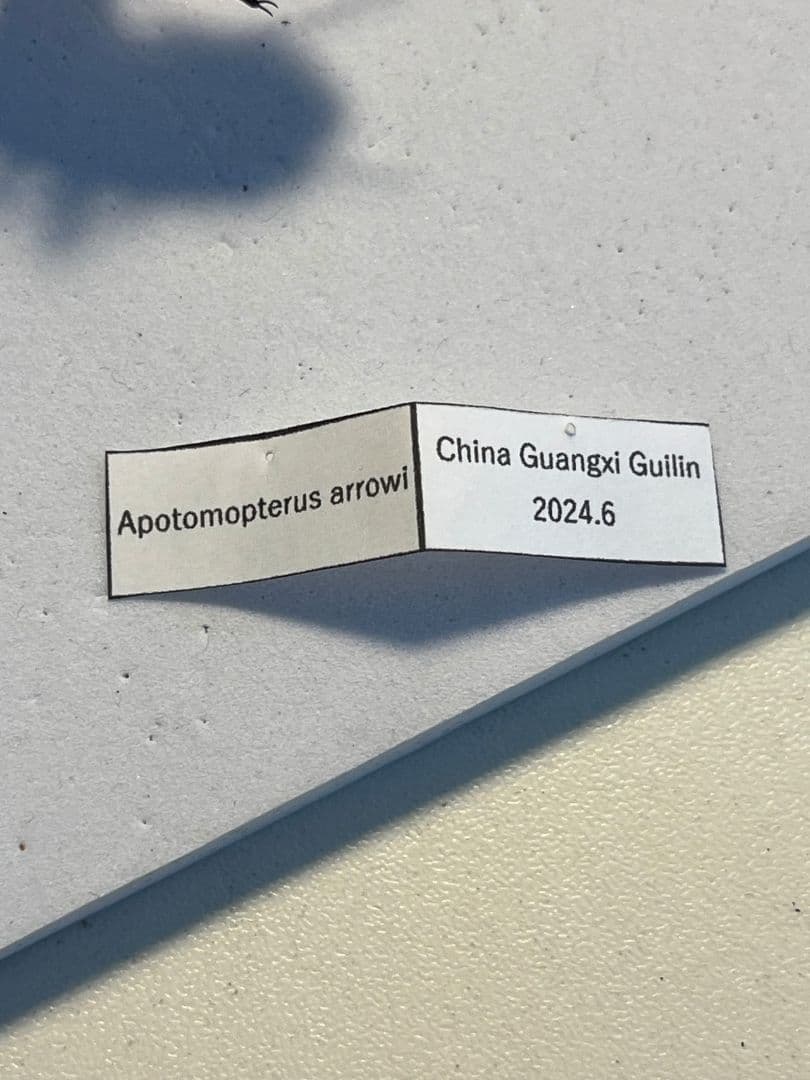 Apotomopterus arrowi
China Guangxi Guilin
2024.6